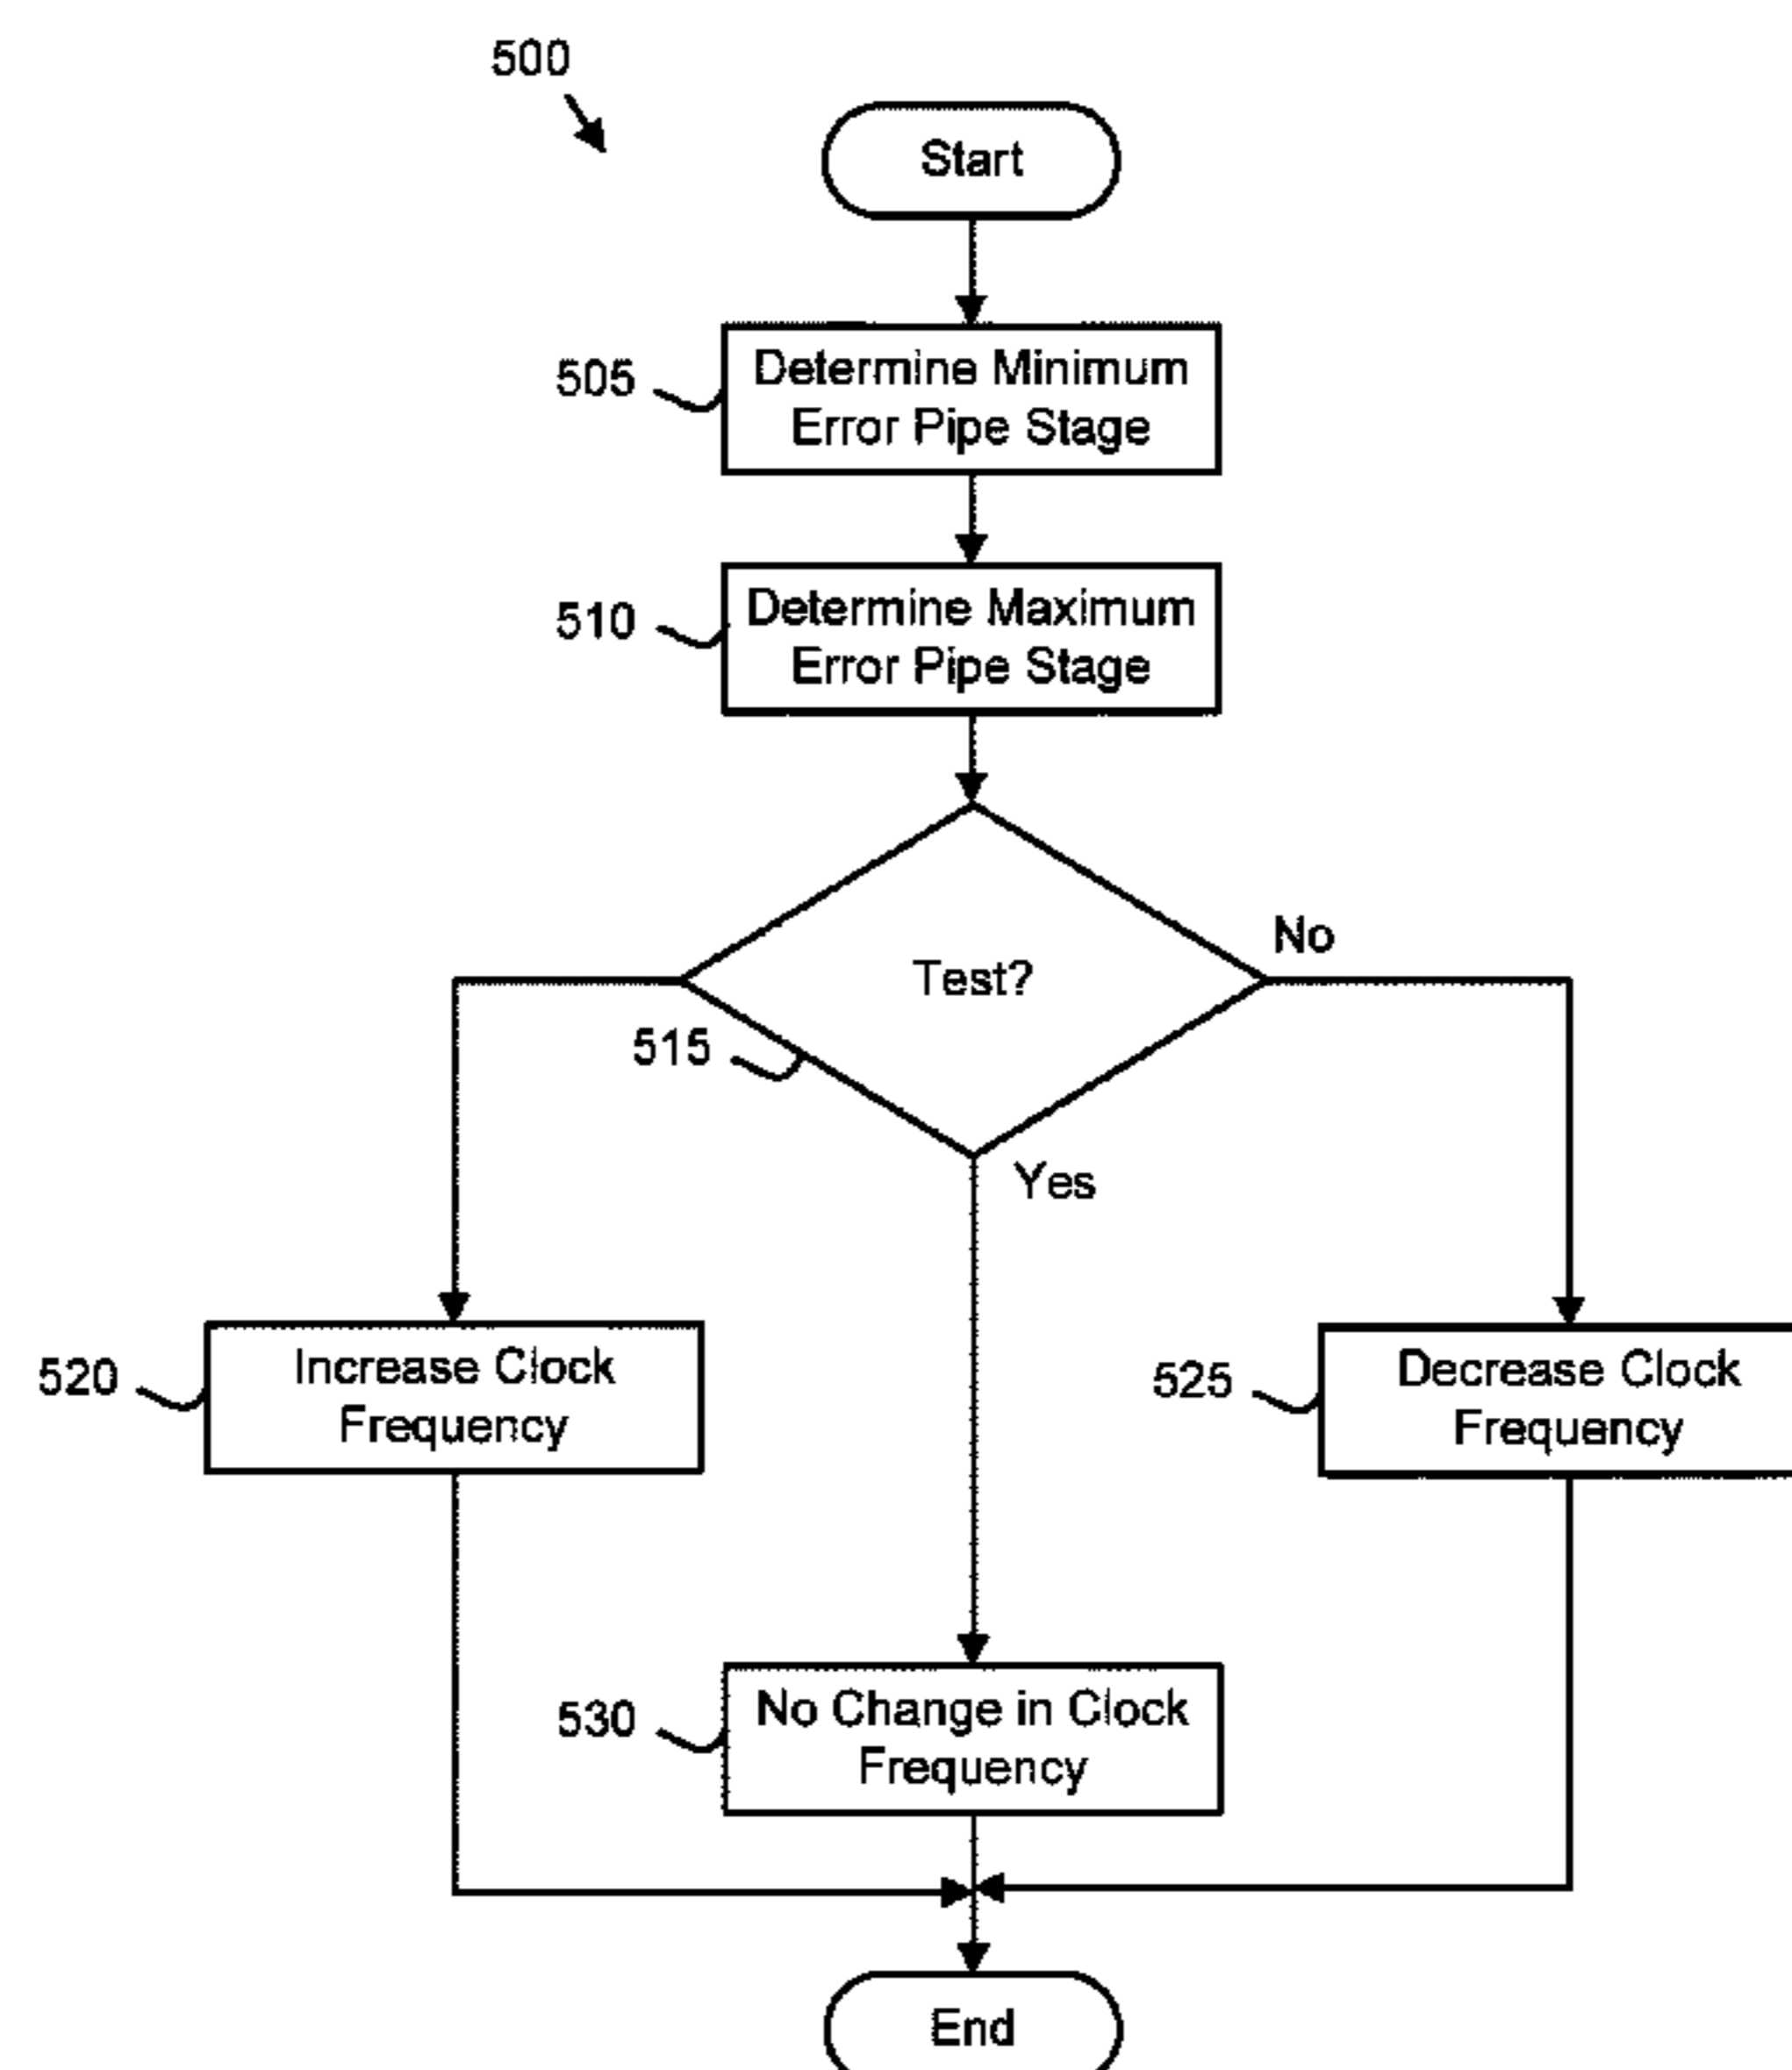 500
Start
505
Determine Minimum
Error Pipe Stage
510
Determine Maximum
Error Pipe Stage
Test?
No
515
Yes
520
Increase Clock
Frequency
525
Decrease Clock
Frequency
530
No Change in Clock
Frequency
End